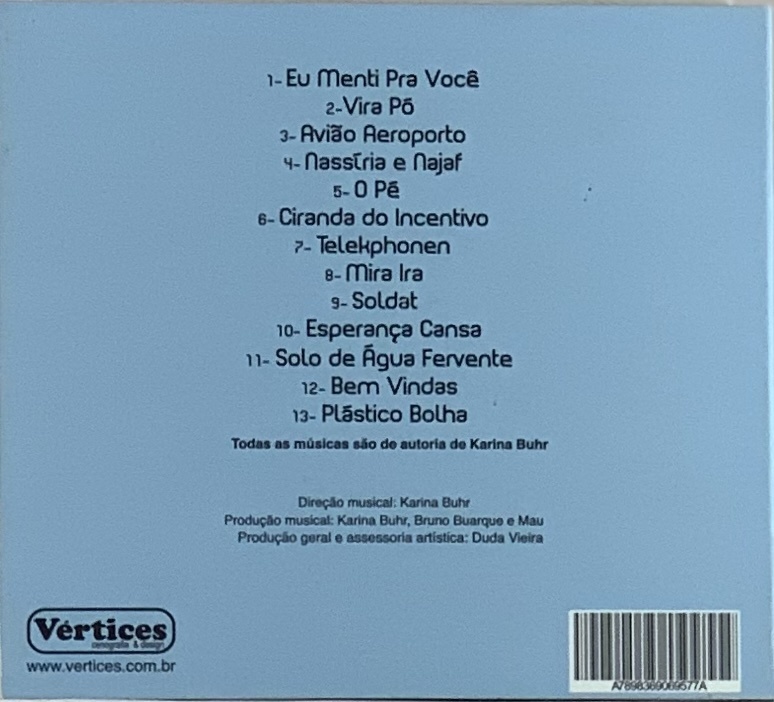 1- Eu Menti Pra Você
2- Vira Pó
3- Avião Aeroporto
4- Nassíria e Najaf
5- O Pé
6- Ciranda do Incentivo
7- Telekphonen
8- Mira Ira
9- Soldat
10- Esperança Cansa
11- Solo de Água Fervente
12- Bem Vindas
13- Plástico Bolha
Todas as músicas são de autoria de Karina Buhr
Direção musical: Karina Buhr
Produção musical: Karina Buhr, Bruno Buarque e Mau
Produção geral e assessoria artística: Duda Vieira
Vértices
cenografia & design
www.vertices.com.br
A7898369069577A